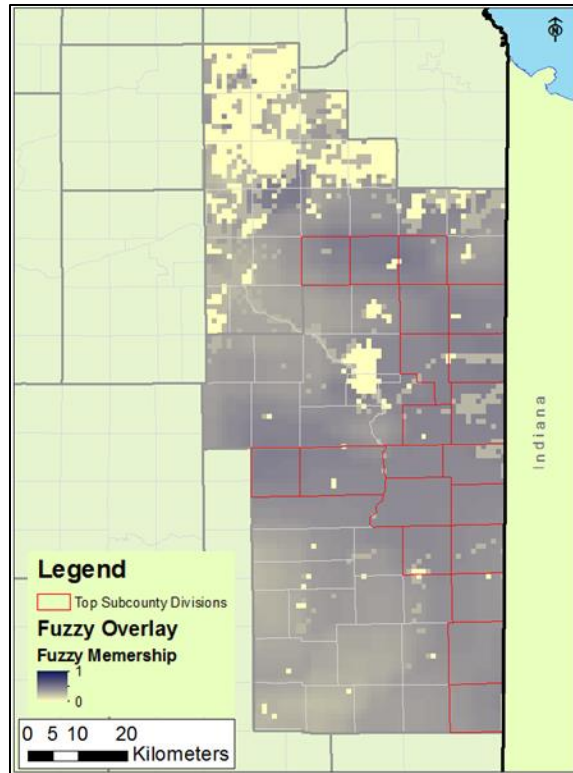 N
Indiana
Legend
Top Subcounty Divisions
Fuzzy Overlay
Fuzzy Memership
1
0
0 5 10 20
Kilometers